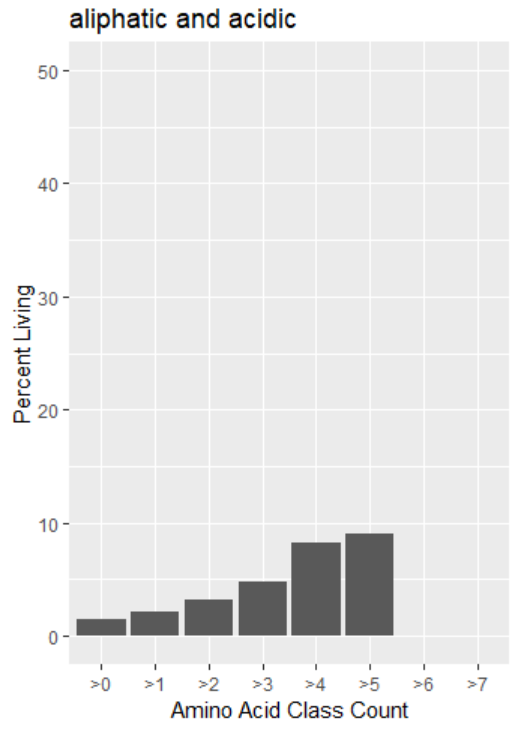 aliphatic and acidic
50
40
30
20
10
0
Percent Living
>0 >1 >2 >3 >4 >5 >6 >7
Amino Acid Class Count